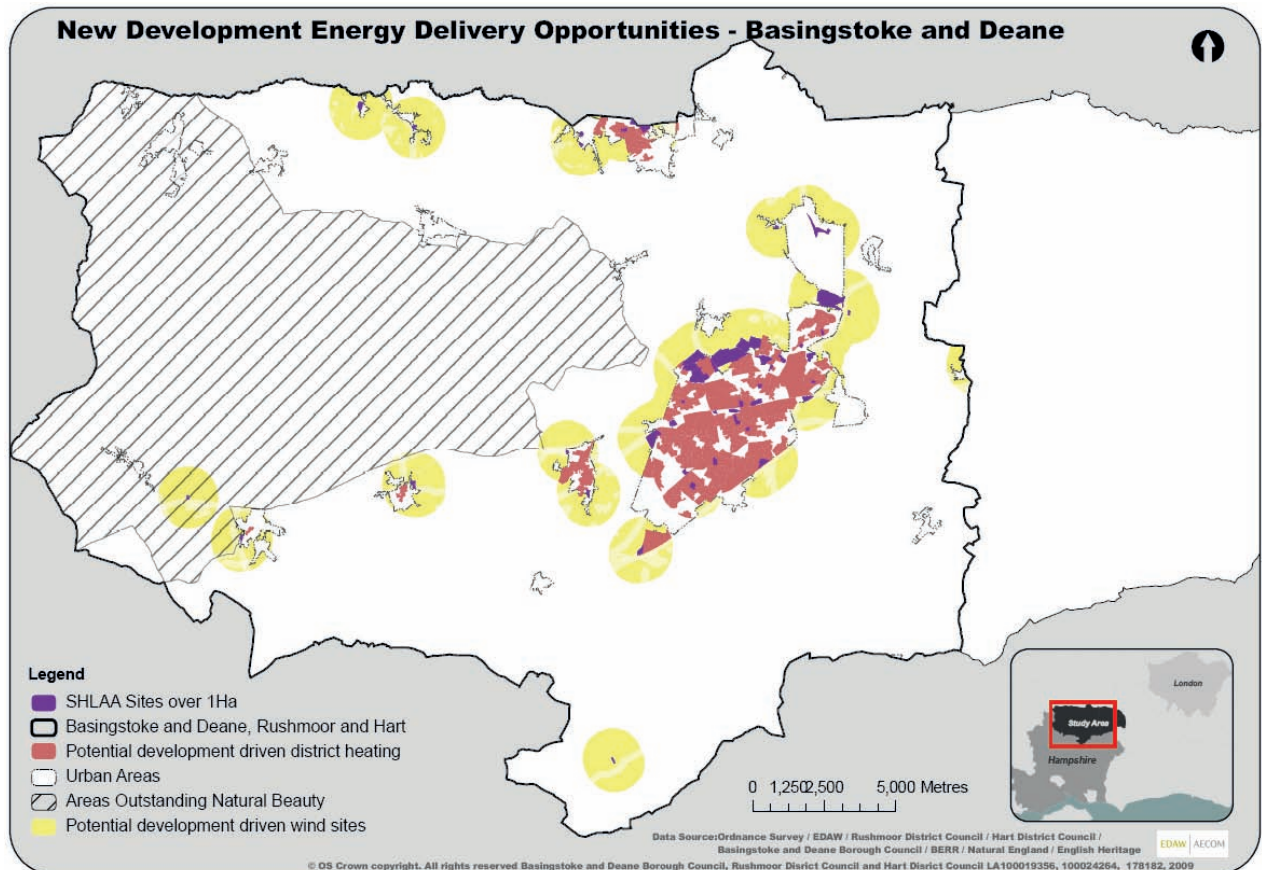 New Development Energy Delivery Opportunities - Basingstoke and Deane
Legend
SHLAA Sites over 1Ha
Basingstoke and Deane, Rushmoor and Hart
Potential development driven district heating
Urban Areas
Areas Outstanding Natural Beauty
Potential development driven wind sites
0 1,250 2,500 5,000 Metres
London
Study Area
Hampshire
Data Source:Ordnance Survey / EDAW / Rushmoor District Council / Hart District Council /
Basingstoke and Deane Borough Council / BERR / Natural England / English Heritage
EDAW AECOM
© OS Crown copyright. All rights reserved Basingstoke and Deane Borough Council, Rushmoor Disrict Council and Hart Disrict Council LA100019356, 100024264, 178182, 2009